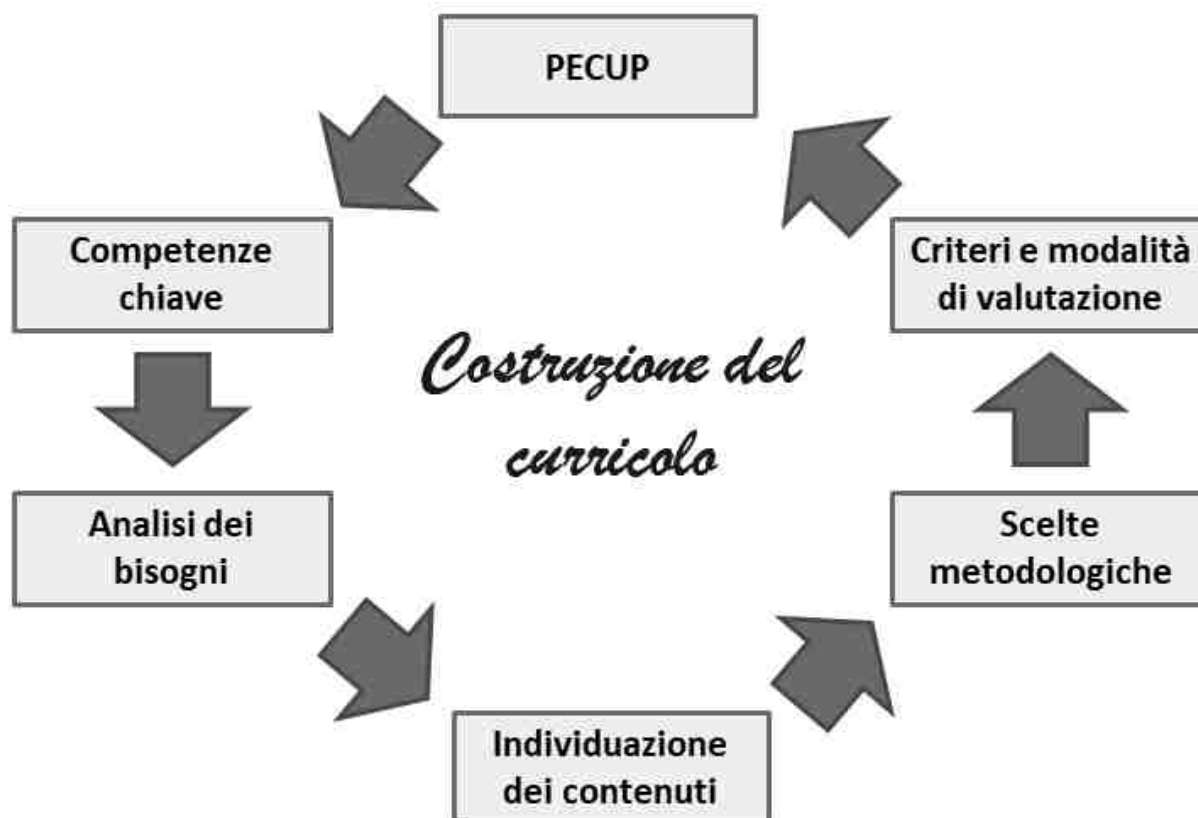 PECUP
Competenze
chiave
Criteri e modalità
di valutazione
Costruzione del
curricolo
Analisi dei
bisogni
Scelte
metodologiche
Individuazione
dei contenuti